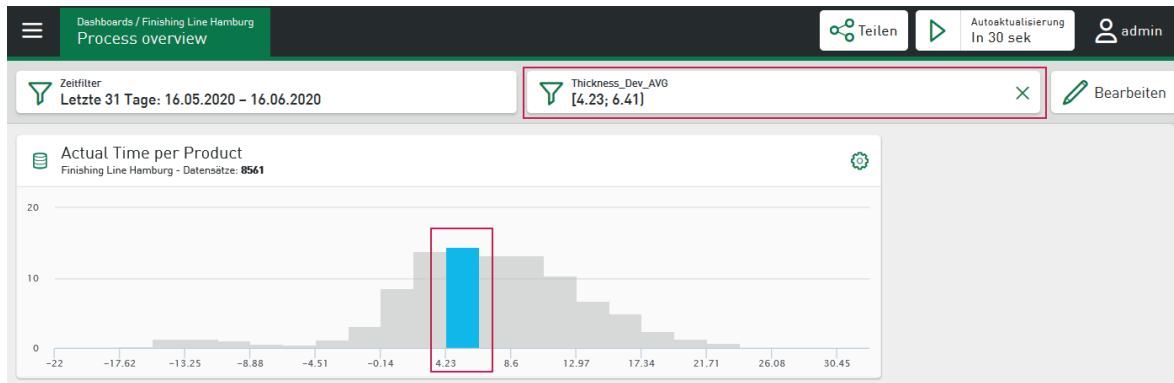 Dashboards / Finishing Line Hamburg
Process overview
Teilen
Autoaktualisierung
In 30 sek
admin
Zeitfilter
Letzte 31 Tage: 16.05.2020 – 16.06.2020
Thickness_Dev_AVG
[4.23; 6.41)
Bearbeiten
Actual Time per Product
Finishing Line Hamburg - Datensätze: 8561
20
10
0
-22 -17.62 -13.25 -8.88 -4.51 -0.14 4.23 8.6 12.97 17.34 21.71 26.08 30.45